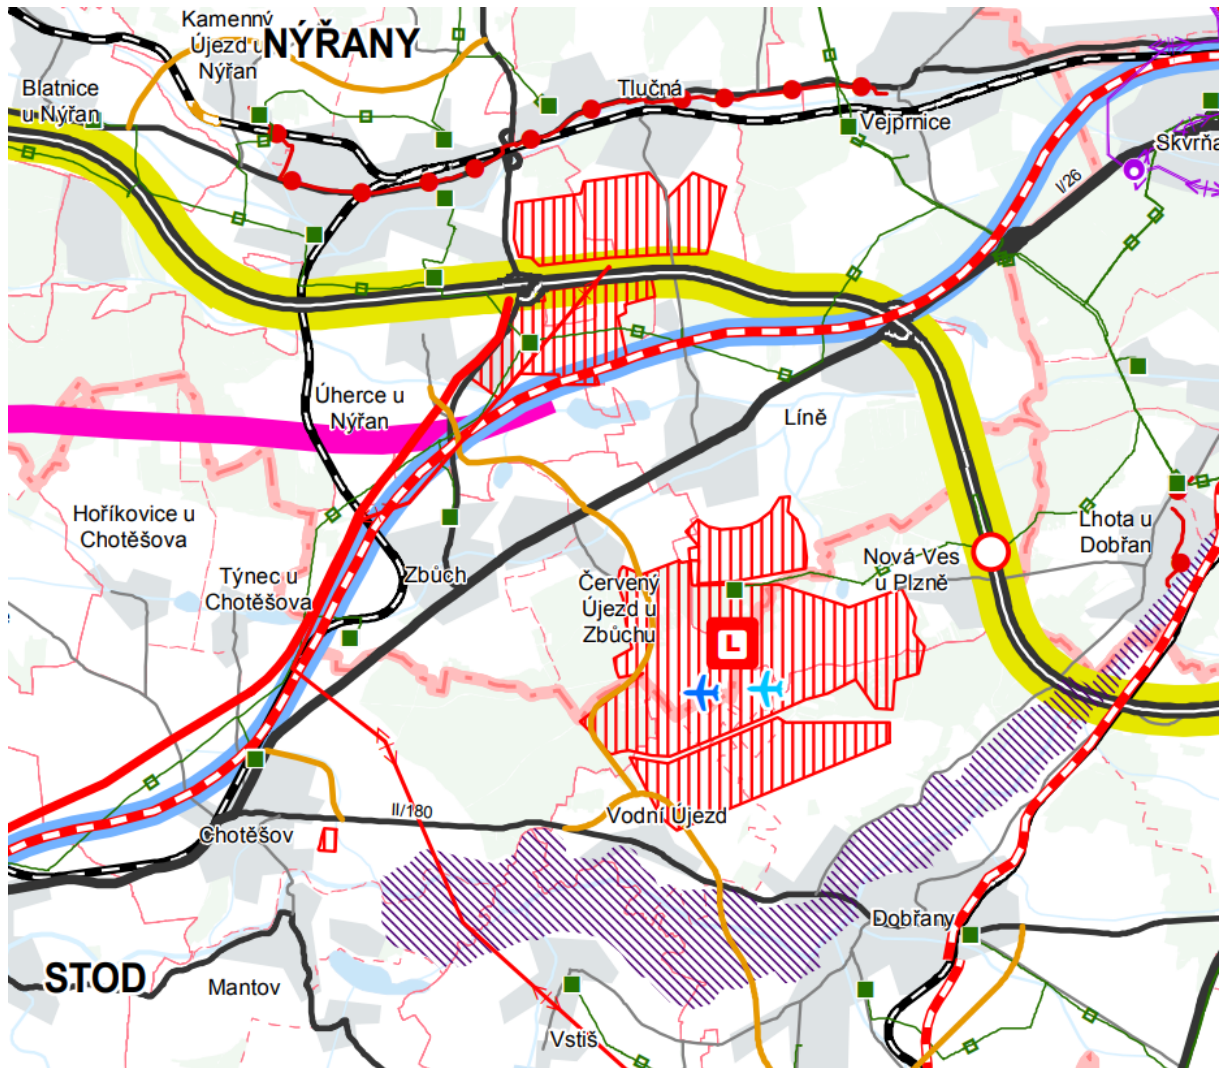 Kamenný
Újezd u
Nýřan
NÝŘANY
Blatnice
u Nýřan
Tlučná
Vejprnice
Skvrňa
I/26
Úherce u
Nýřan
Líně
Hoříkovice u
Chotěšova
Lhota u
Dobřan
Nová Ves
u Plzně
Týnec u
Chotěšova
Zbůch
Červený
Újezd u
Zbůchu
L
II/180
Vodní Újezd
Chotěšov
Dobřany
STOD
Mantov
Vstiš